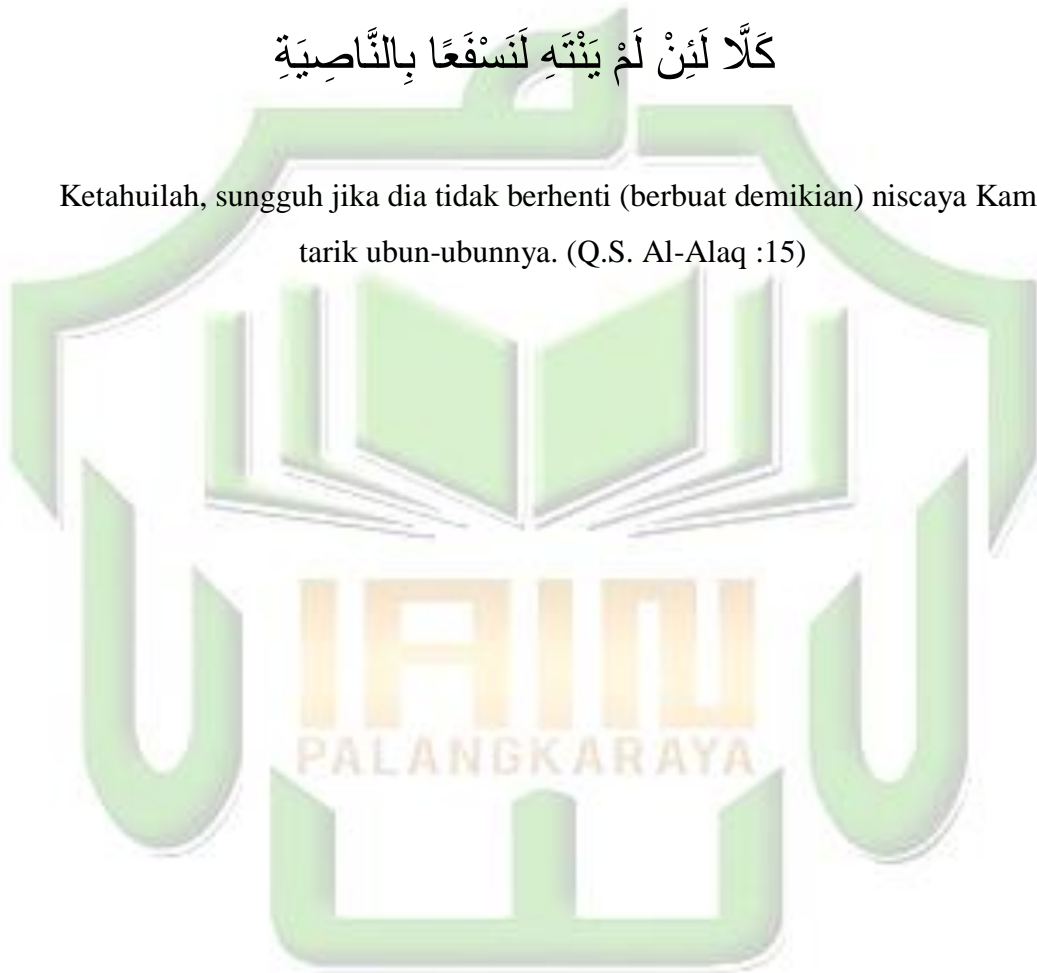 كَلَّا لَئِنْ لَمْ يَنْتَهِ لَنَسْفَعًا بِالنَّاصِيَةِ
Ketahuilah, sungguh jika dia tidak berhenti (berbuat demikian) niscaya Kam
tarik ubun-ubunnya. (Q.S. Al-Alaq :15)
IAIN
PALANGKARAYA